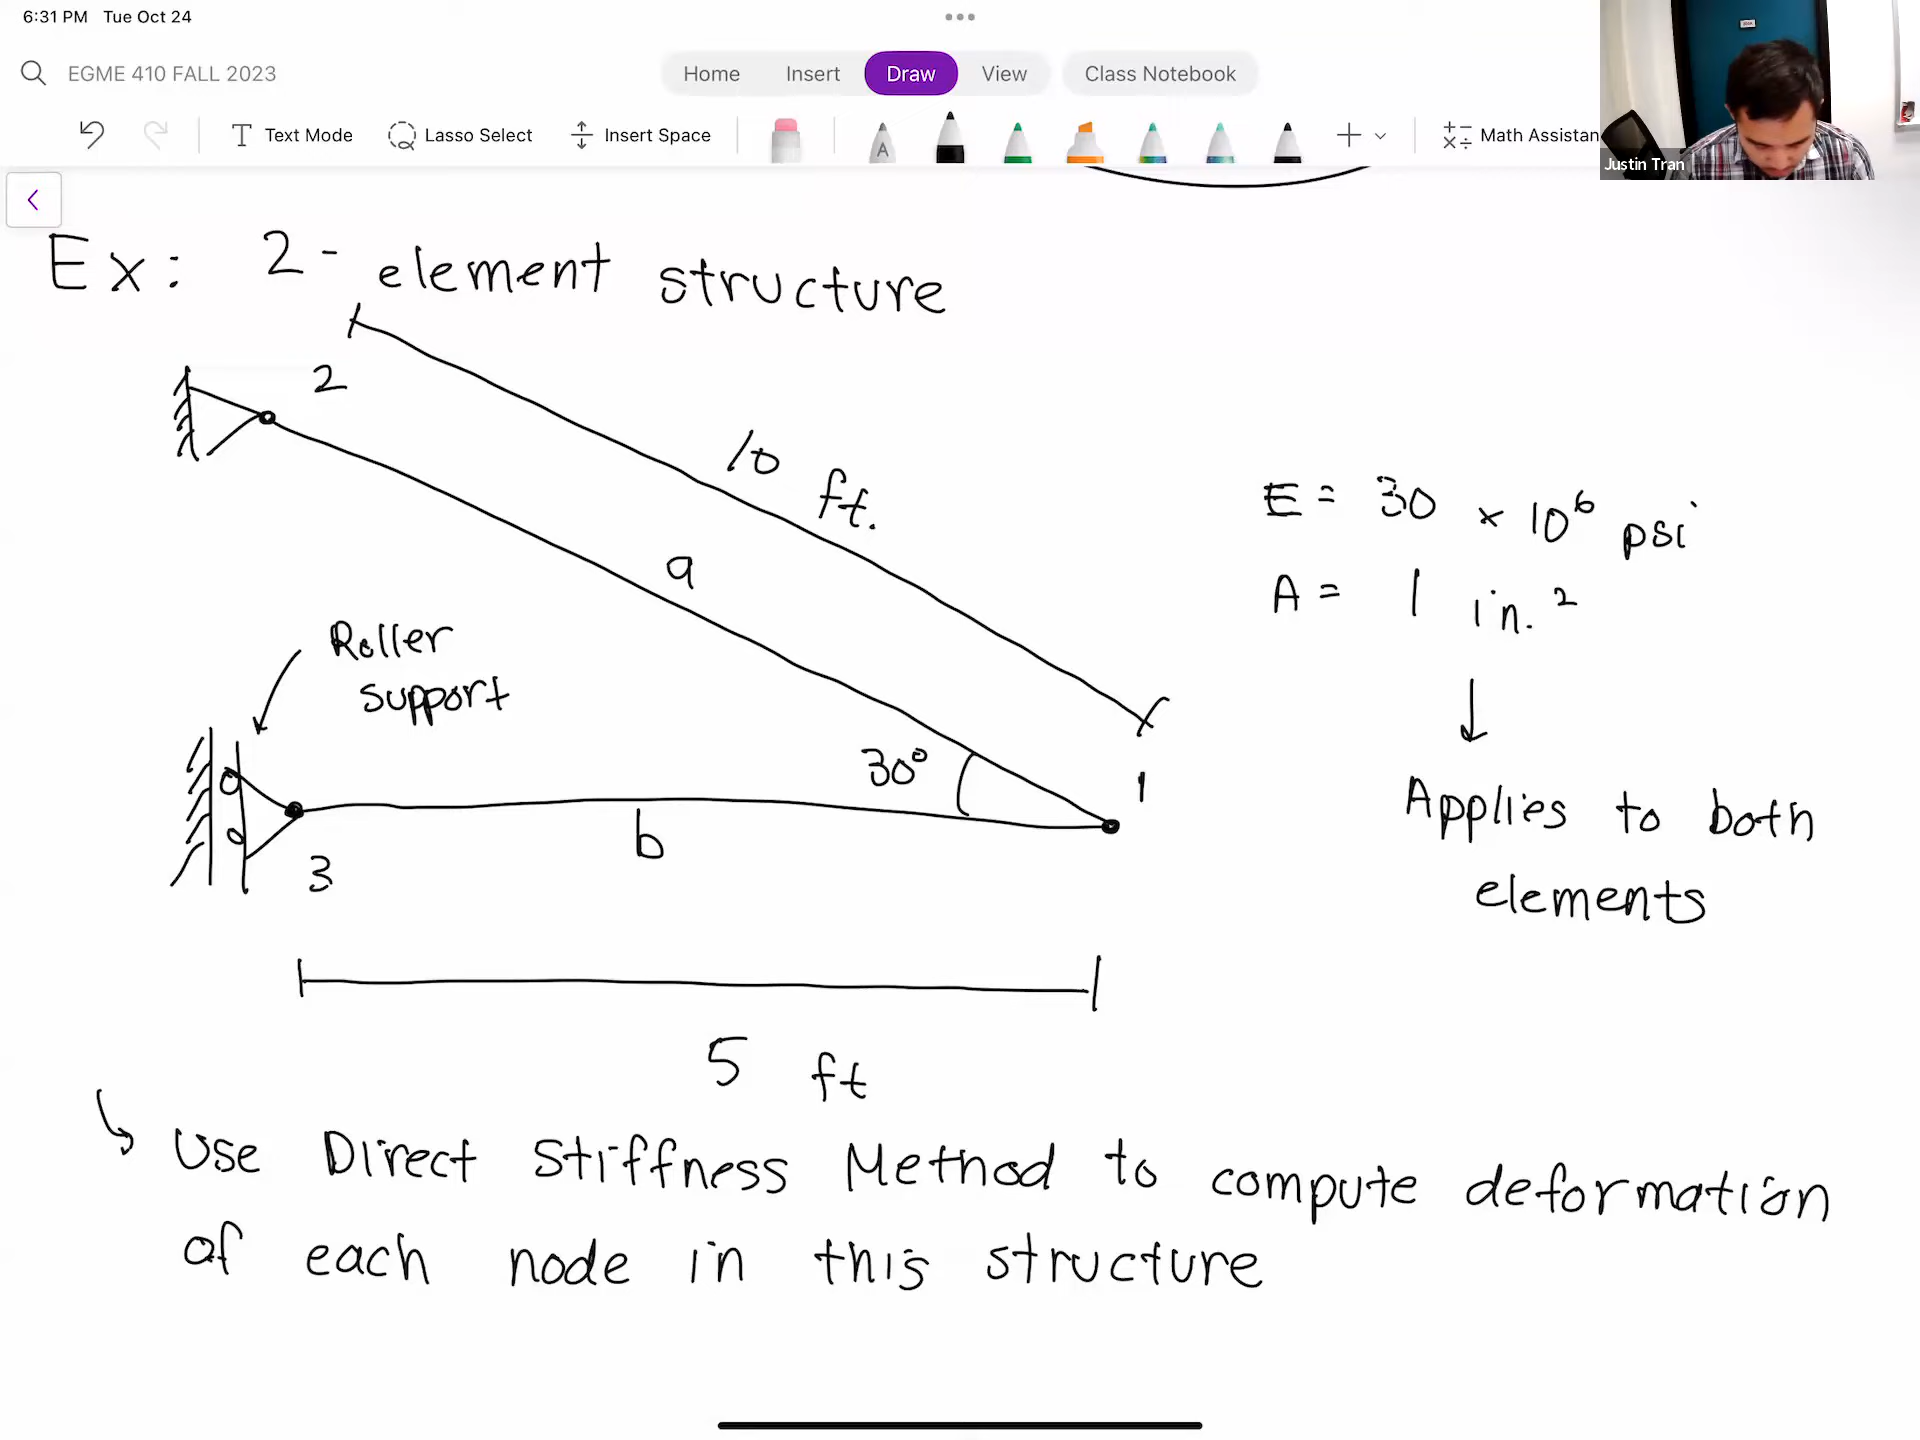 6:31 PM Tue Oct 24
EGME 410 FALL 2023
Home Insert Draw View Class Notebook
Text Mode Lasso Select Insert Space Math Assistan
Justin Tran
Ex: 2- element structure
2
10 ft.
a
E = 30 × 10⁶ psi
A = 1 in.²
Roller
support
30°
1
Applies to both
elements
b
3
5 ft
Use Direct Stiffness Method to compute deformation
of each node in this structure